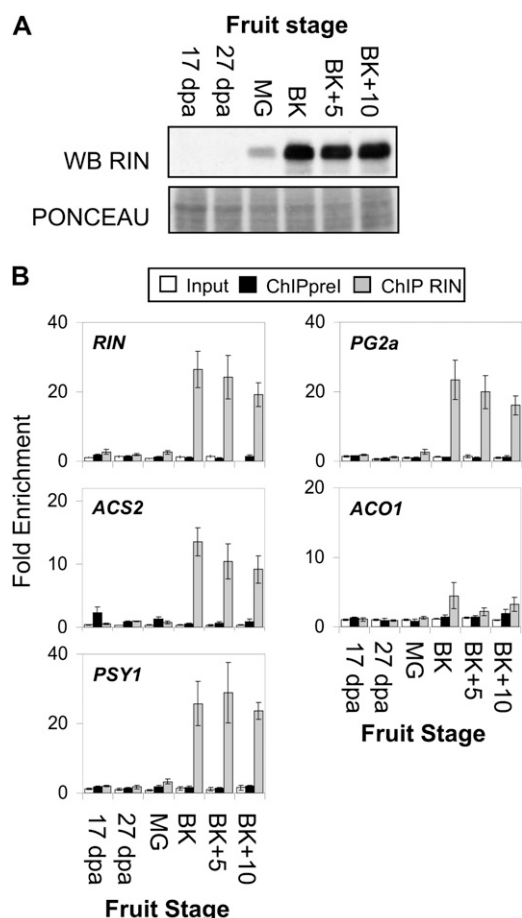 A
Fruit stage
17 dpa
27 dpa
MG
BK
BK+5
BK+10
WB RIN
PONCEAU
B
Input ChIPpreI ChIP RIN
Fold Enrichment
40
20
0
RIN
40
20
0
PG2a
20
10
0
ACS2
20
10
0
ACO1
40
20
0
PSY1
17 dpa
27 dpa
MG
BK
BK+5
BK+10
Fruit Stage
17 dpa
27 dpa
MG
BK
BK+5
BK+10
Fruit Stage